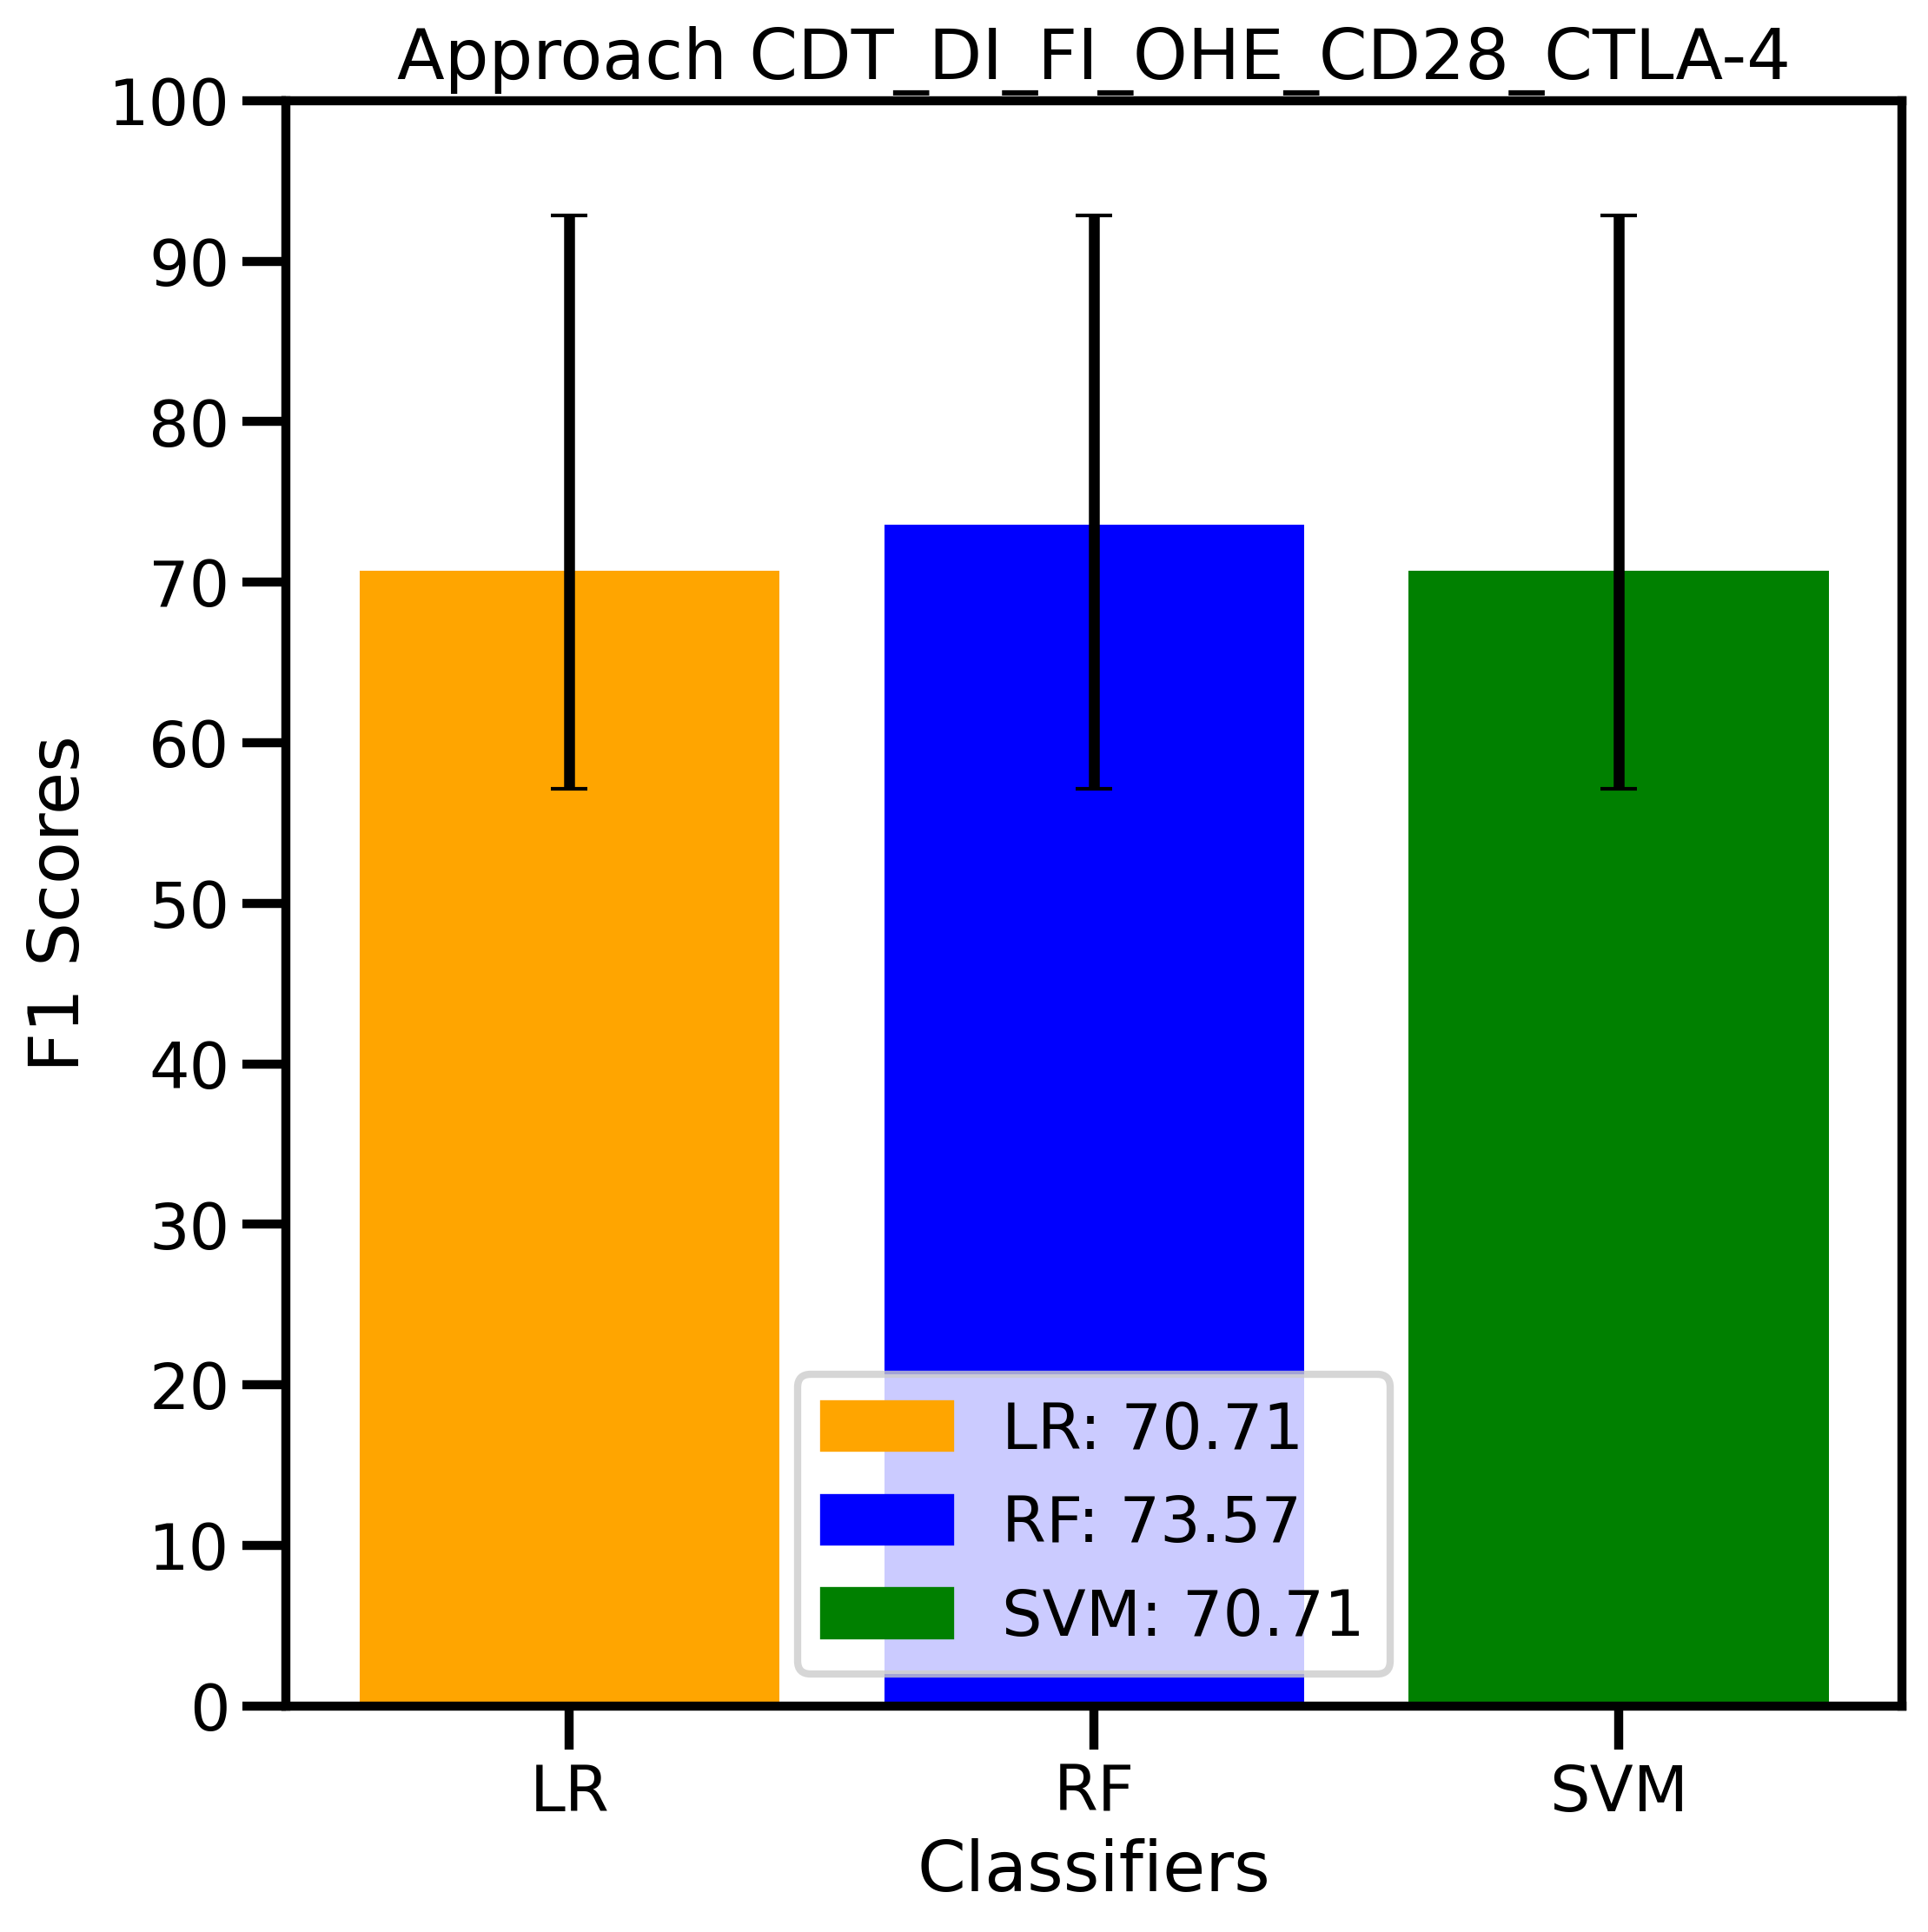 Approach CDT_DI_FI_OHE_CD28_CTLA-4
100
90
80
70
60
50
40
30
20
10
0
F1 Scores
LR: 70.71
RF: 73.57
SVM: 70.71
LR
RF
SVM
Classifiers